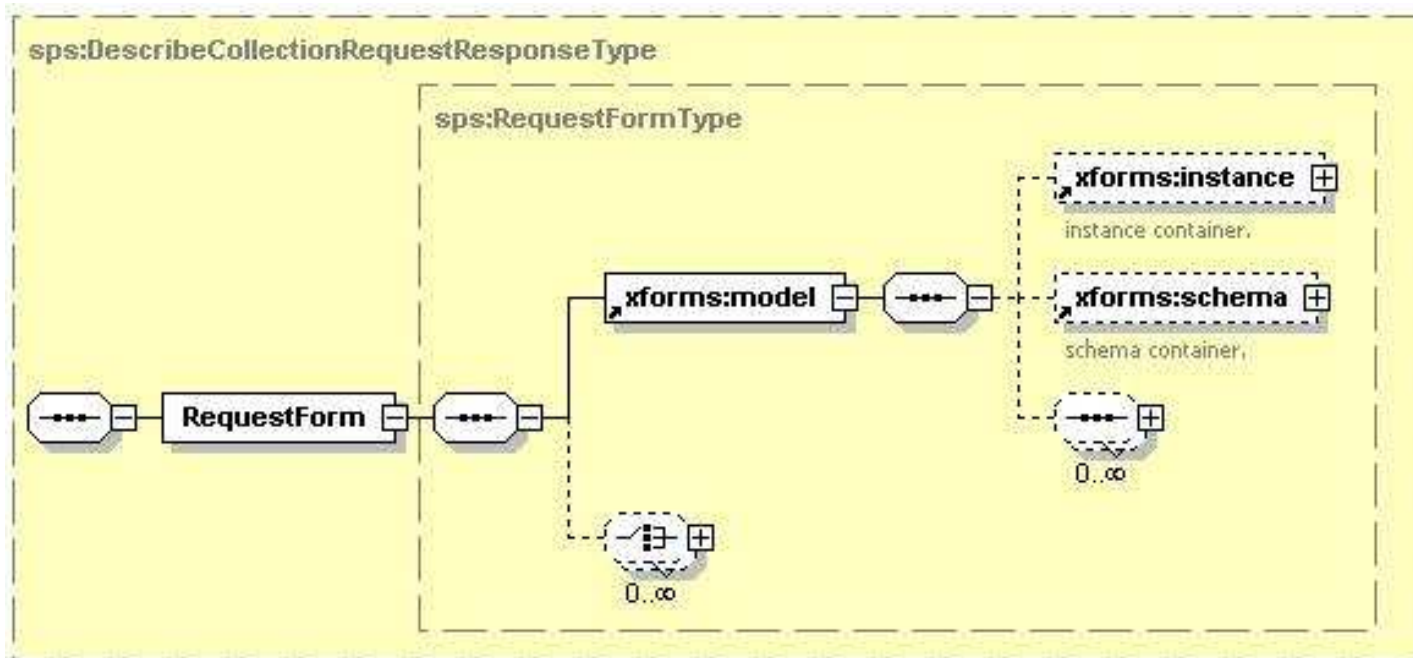 sps:DescribeCollectionRequestResponseType
sps:RequestFormType
xforms:instance
instance container.
xforms:model
xforms:schema
schema container.
RequestForm
0..∞
0..∞